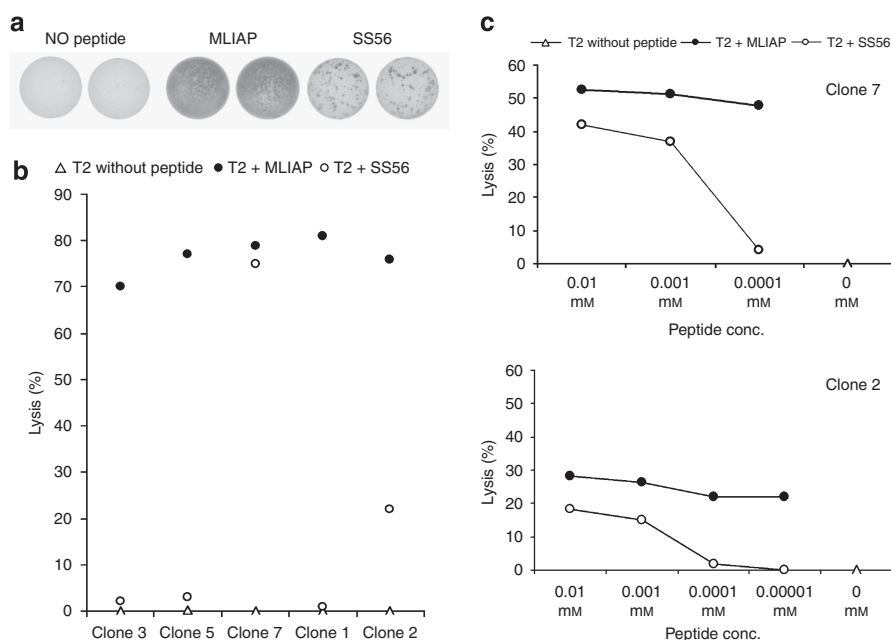 a
NO peptide MLIAP SS56
b
T2 without peptide T2 + MLIAP T2 + SS56
Lysis (%)
90
80
70
60
50
40
30
20
10
0
Clone 3 Clone 5 Clone 7 Clone 1 Clone 2
c
T2 without peptide T2 + MLIAP T2 + SS56
Clone 7
Lysis (%)
60
50
40
30
20
10
0
0.01 0.001 0.0001 0
mM mM mM mM
Peptide conc.
Clone 2
Lysis (%)
60
50
40
30
20
10
0
0.01 0.001 0.0001 0.00001 0
mM mM mM mM mM
Peptide conc.